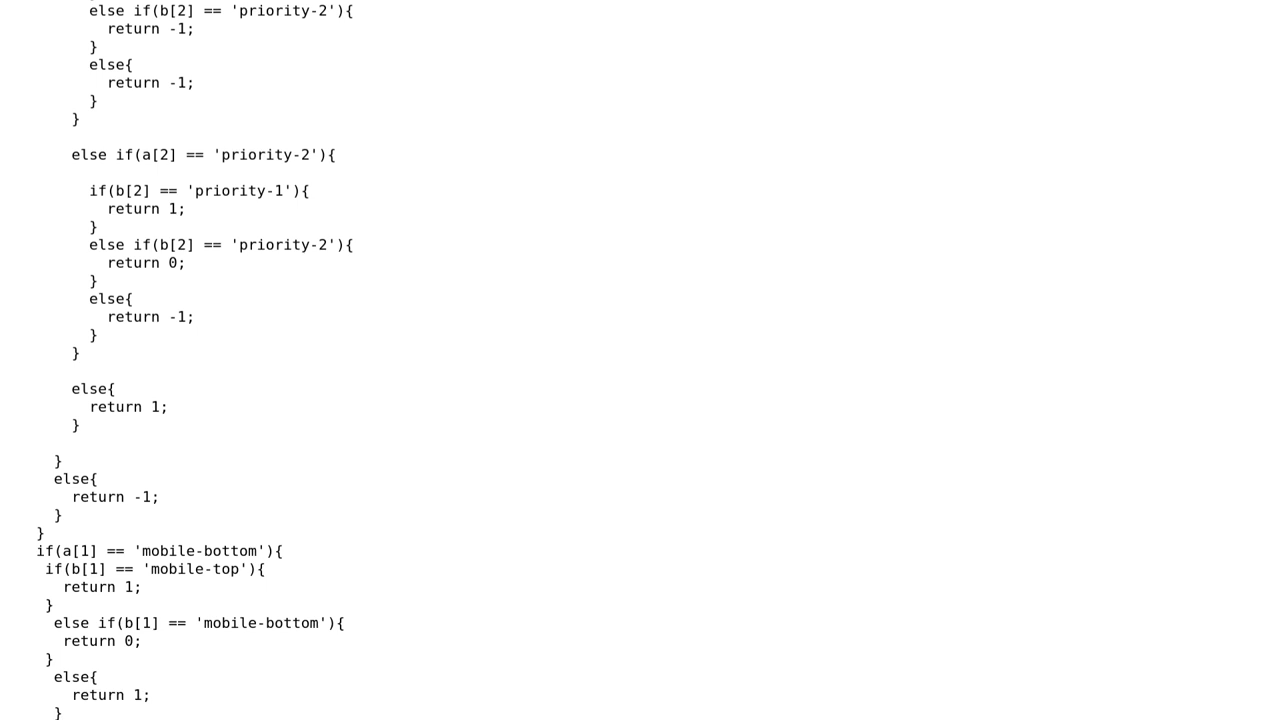 else if(b[2] == 'priority-2'){
return -1;
}
else{
return -1;
}
}
else if(a[2] == 'priority-2'){
if(b[2] == 'priority-1'){
return 1;
}
else if(b[2] == 'priority-2'){
return 0;
}
else{
return -1;
}
}
else{
return 1;
}
}
else{
return -1;
}
}
if(a[1] == 'mobile-bottom'){
if(b[1] == 'mobile-top'){
return 1;
}
else if(b[1] == 'mobile-bottom'){
return 0;
}
else{
return 1;
}